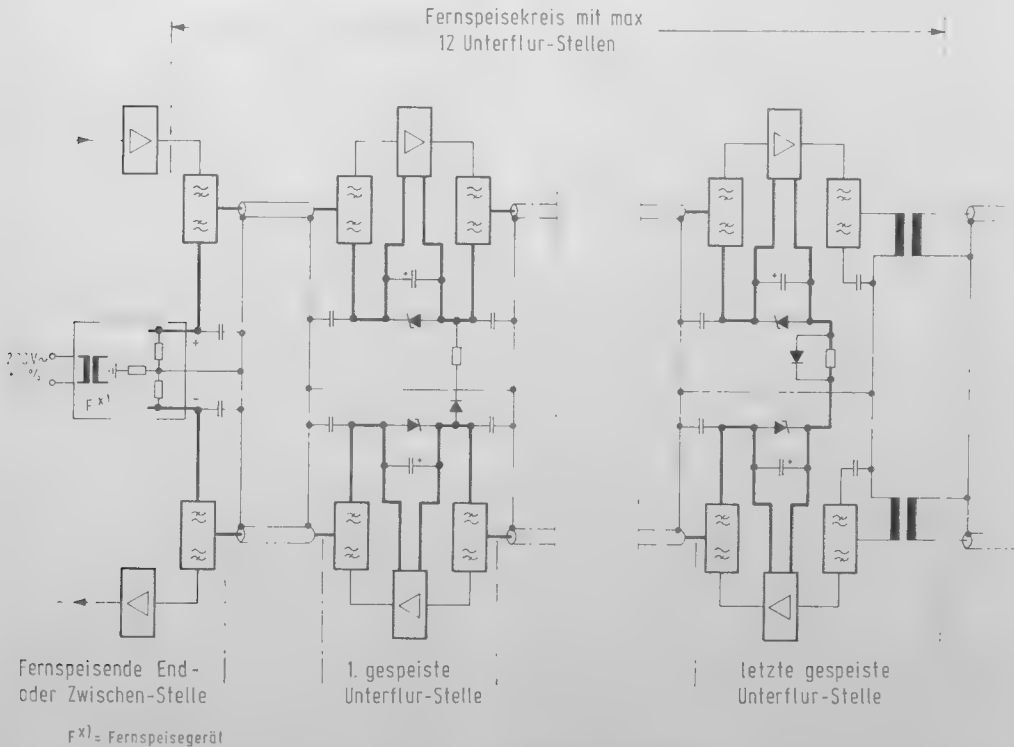 Fernspeisekreis mit max
12 Unterflur-Stellen
+
+
+
F x)
-
+
+
Fernspeisende End-
oder Zwischen-Stelle
1. gespeiste
Unterflur-Stelle
letzte gespeiste
Unterflur-Stelle
F x) = Fernspeisegerät